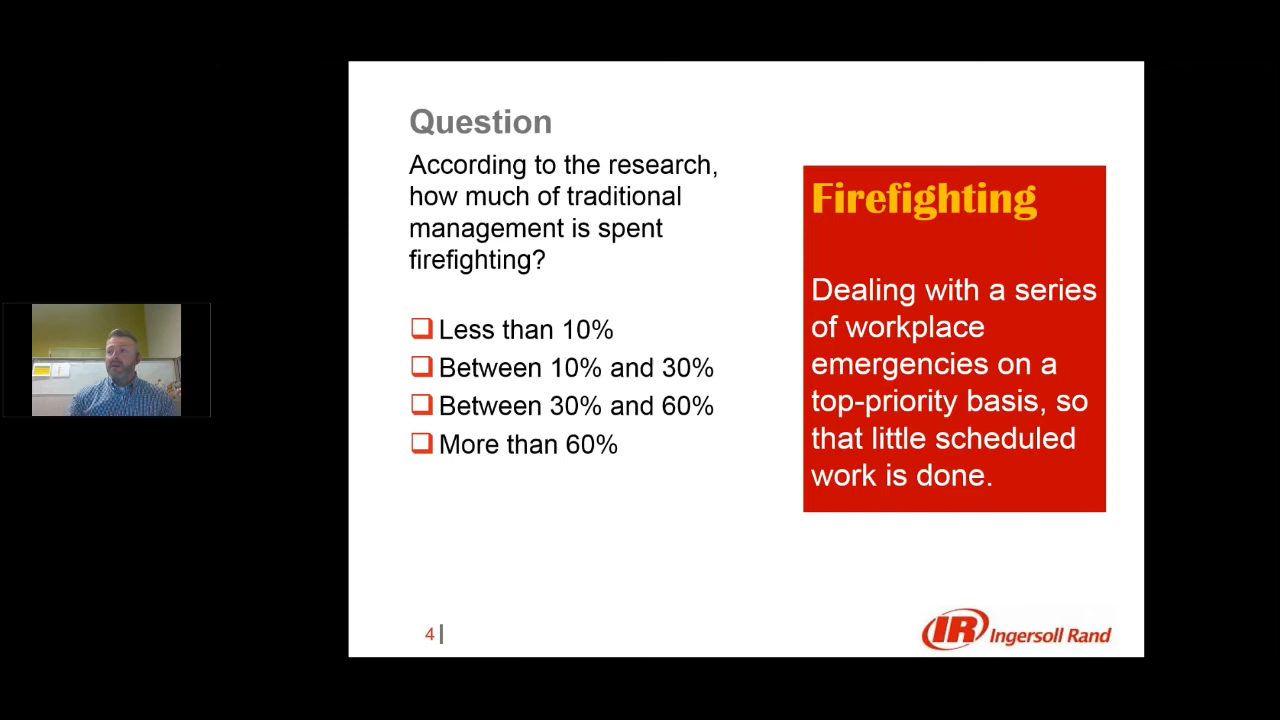 Question
According to the research,
how much of traditional
management is spent
firefighting?
Less than 10%
Between 10% and 30%
Between 30% and 60%
More than 60%
Firefighting
Dealing with a series
of workplace
emergencies on a
top-priority basis, so
that little scheduled
work is done.
4
IR Ingersoll Rand